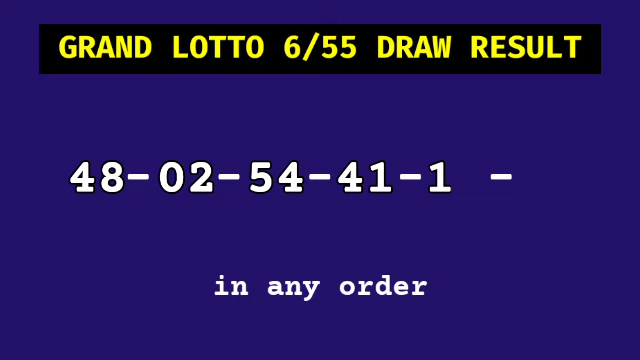 GRAND LOTTO 6/55 DRAW RESULT
48-02-54-41-1 -
in any order